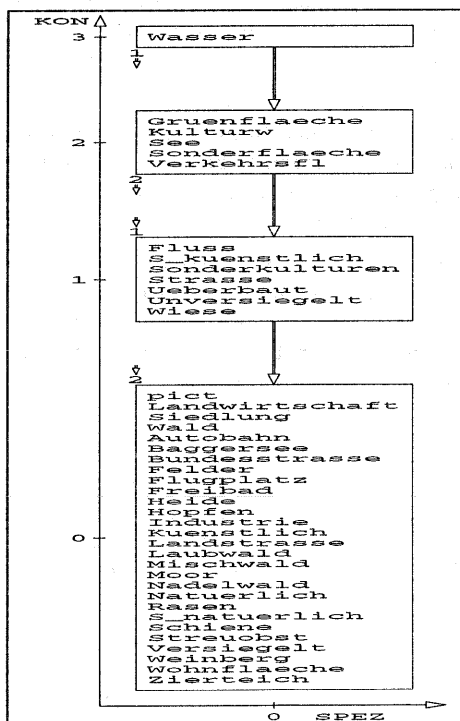 KON
3
Wasser
1
Gruenflaeche
Kulturw
See
Sonderflaeche
Verkehrsfl
2
2
1
Fluss
S_kuenstlich
Sonderkulturen
Strasse
Ueberbaut
Unversiegelt
Wiese
1
2
pict
Landwirtschaft
Siedlung
Wald
Autobahn
Baggersee
Bundesstrasse
Felder
Flugplatz
Freibad
Heide
Hopfen
Industrie
Kuenstlich
Landstrasse
Laubwald
Mischwald
Moor
Nadelwald
Natuerlich
Rasen
S_natuerlich
Schiene
Streuobst
Versiegelt
Weinberg
Wohnflaeche
Zierteich
0
0 SPEZ